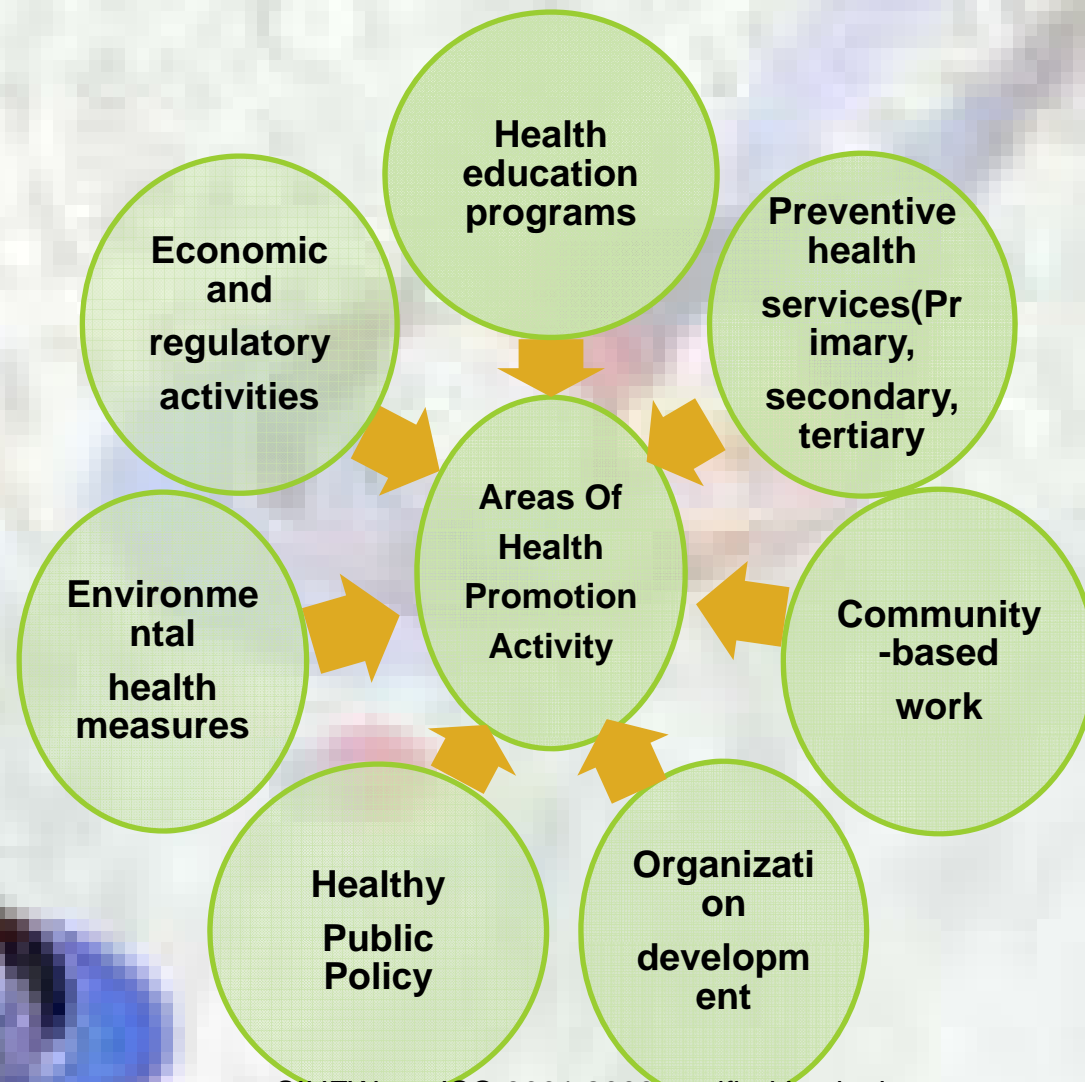 Health
education
programs
Preventive
health
services(Pr
imary,
secondary,
tertiary
Community
-based
work
Organizati
on
developm
ent
Healthy
Public
Policy
Environme
ntal
health
measures
Economic
and
regulatory
activities
Areas Of
Health
Promotion
Activity